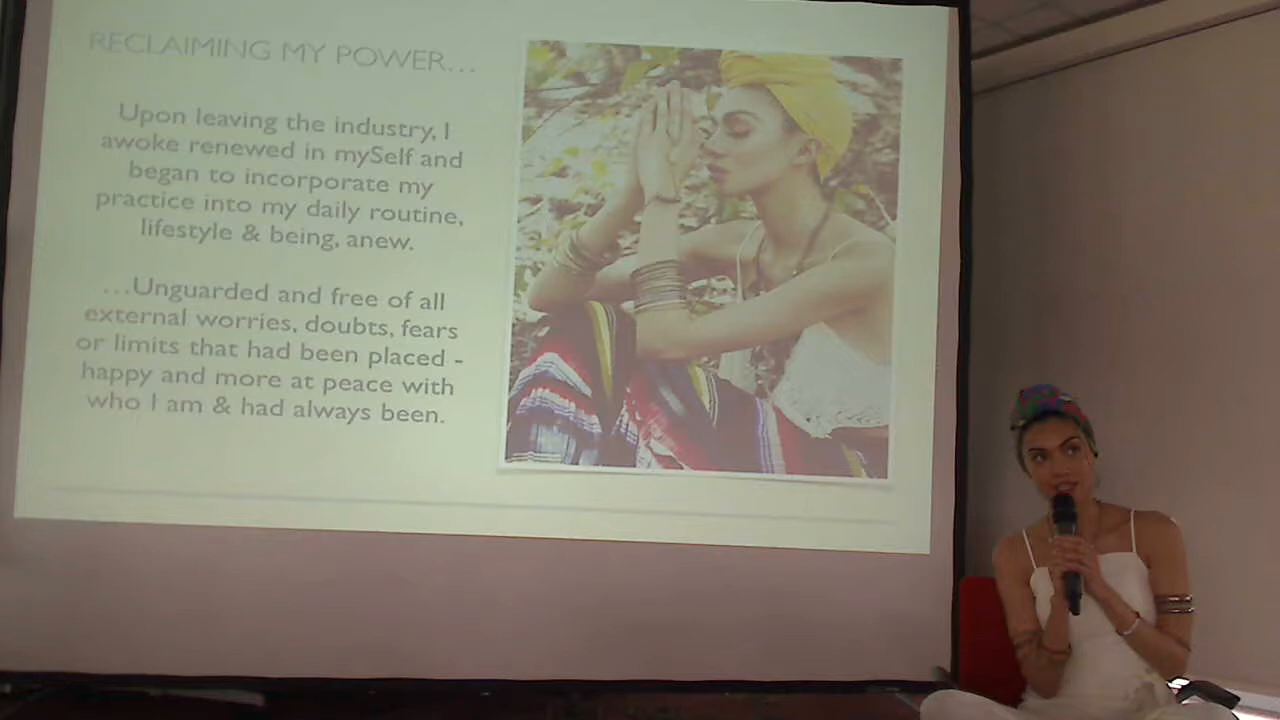 RECLAIMING MY POWER...
Upon leaving the industry, I
awoke renewed in mySelf and
began to incorporate my
practice into my daily routine,
lifestyle & being, anew.
...Unguarded and free of all
external worries, doubts, fears
or limits that had been placed -
happy and more at peace with
who I am & had always been.